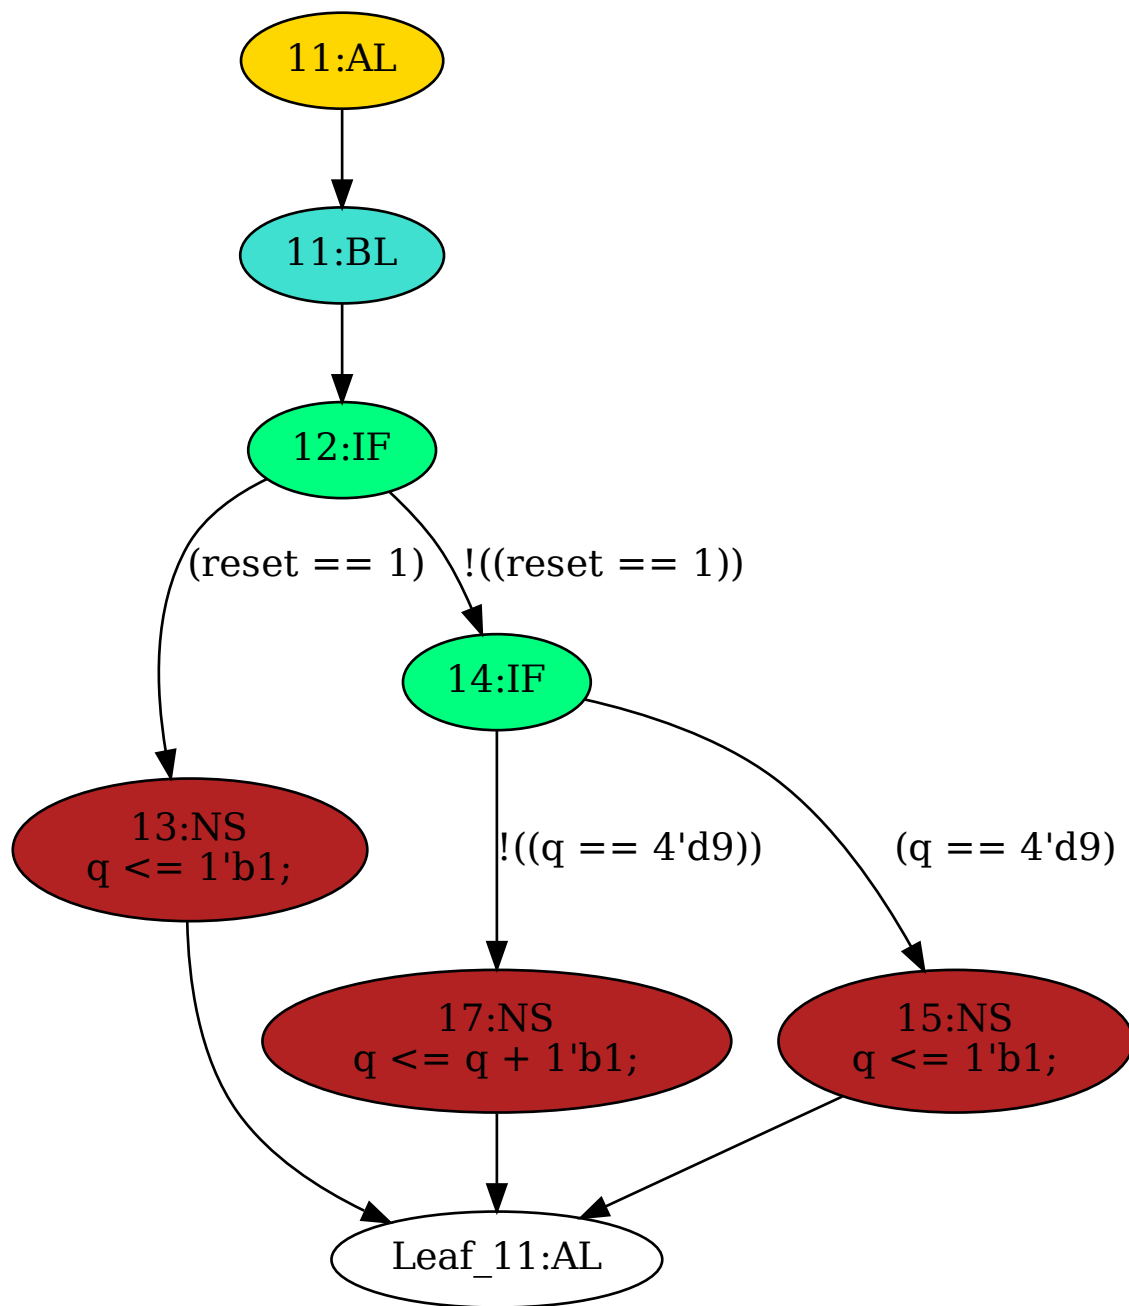 11:AL
11:BL
12:IF
(reset == 1)
!((reset == 1))
14:IF
13:NS
q <= 1'b1;
!((q == 4'd9))
(q == 4'd9)
17:NS
q <= q + 1'b1;
15:NS
q <= 1'b1;
Leaf_11:AL